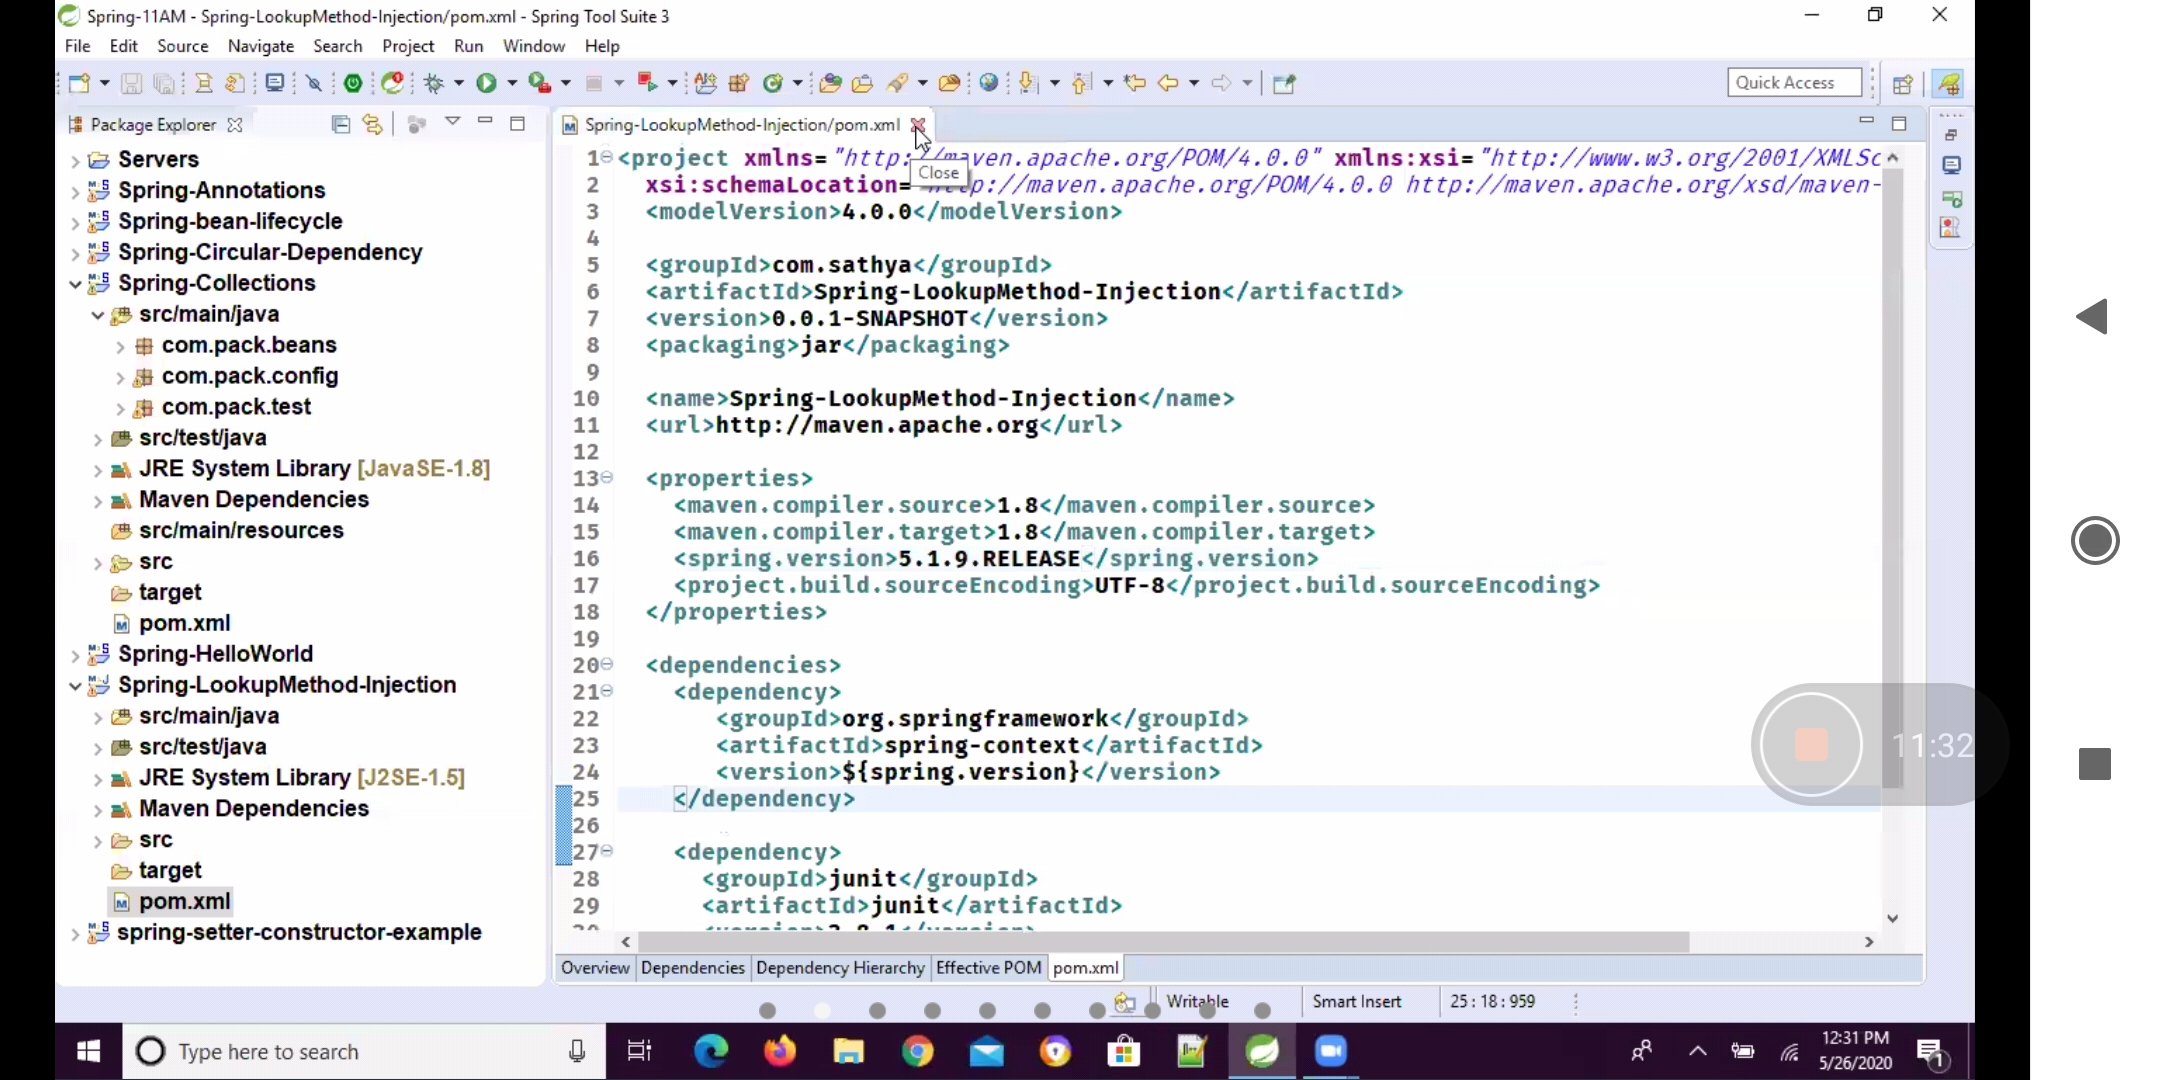 Spring-11AM - Spring-LookupMethod-Injection/pom.xml - Spring Tool Suite 3
File Edit Source Navigate Search Project Run Window Help
Quick Access
Package Explorer
Servers
Spring-Annotations
Spring-bean-lifecycle
Spring-Circular-Dependency
Spring-Collections
src/main/java
com.pack.beans
com.pack.config
com.pack.test
src/test/java
JRE System Library [JavaSE-1.8]
Maven Dependencies
src/main/resources
src
target
pom.xml
Spring-HelloWorld
Spring-LookupMethod-Injection
src/main/java
src/test/java
JRE System Library [J2SE-1.5]
Maven Dependencies
src
target
pom.xml
spring-setter-constructor-example
Spring-LookupMethod-Injection/pom.xml
Close
1 <project xmlns="http://maven.apache.org/POM/4.0.0" xmlns:xsi="http://www.w3.org/2001/XMLSc
2 xsi:schemaLocation= ://maven.apache.org/POM/4.0.0 http://maven.apache.org/xsd/maven-
3 <modelVersion>4.0.0</modelVersion>
4
5 <groupId>com.sathya</groupId>
6 <artifactId>Spring-LookupMethod-Injection</artifactId>
7 <version>0.0.1-SNAPSHOT</version>
8 <packaging>jar</packaging>
9
10 <name>Spring-LookupMethod-Injection</name>
11 <url>http://maven.apache.org</url>
12
13 <properties>
14 <maven.compiler.source>1.8</maven.compiler.source>
15 <maven.compiler.target>1.8</maven.compiler.target>
16 <spring.version>5.1.9.RELEASE</spring.version>
17 <project.build.sourceEncoding>UTF-8</project.build.sourceEncoding>
18 </properties>
19
20 <dependencies>
21 <dependency>
22 <groupId>org.springframework</groupId>
23 <artifactId>spring-context</artifactId>
24 <version>${spring.version}</version>
25 </dependency>
26
27 <dependency>
28 <groupId>junit</groupId>
29 <artifactId>junit</artifactId>
11:32
Overview Dependencies Dependency Hierarchy Effective POM pom.xml
Writable Smart Insert 25 : 18 : 959
Type here to search
12:31 PM
5/26/2020
1